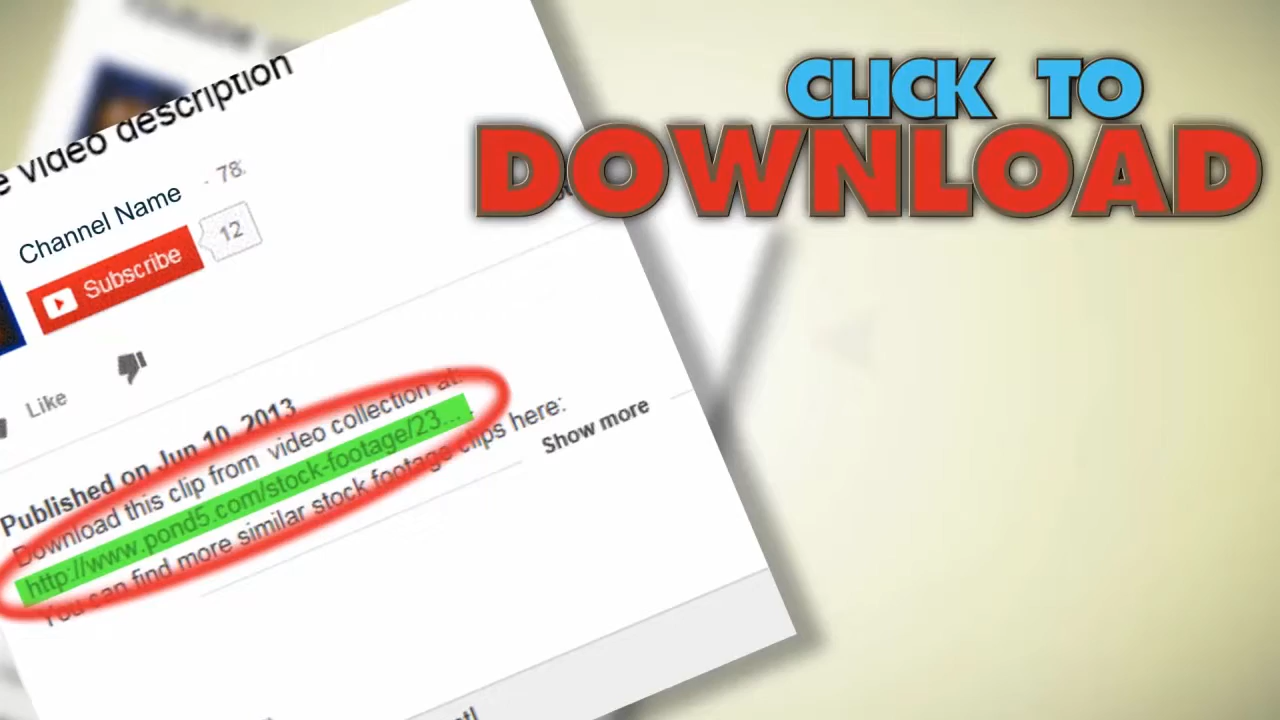 CLICK TO
DOWNLOAD
video description
Channel Name
78
Subscribe
12
Like
Published on Jun 10, 2013
Download this clip from video collection at:
http://www.pond5.com/stock-footage/23...
You can find more similar stock footage clips here:
Show more